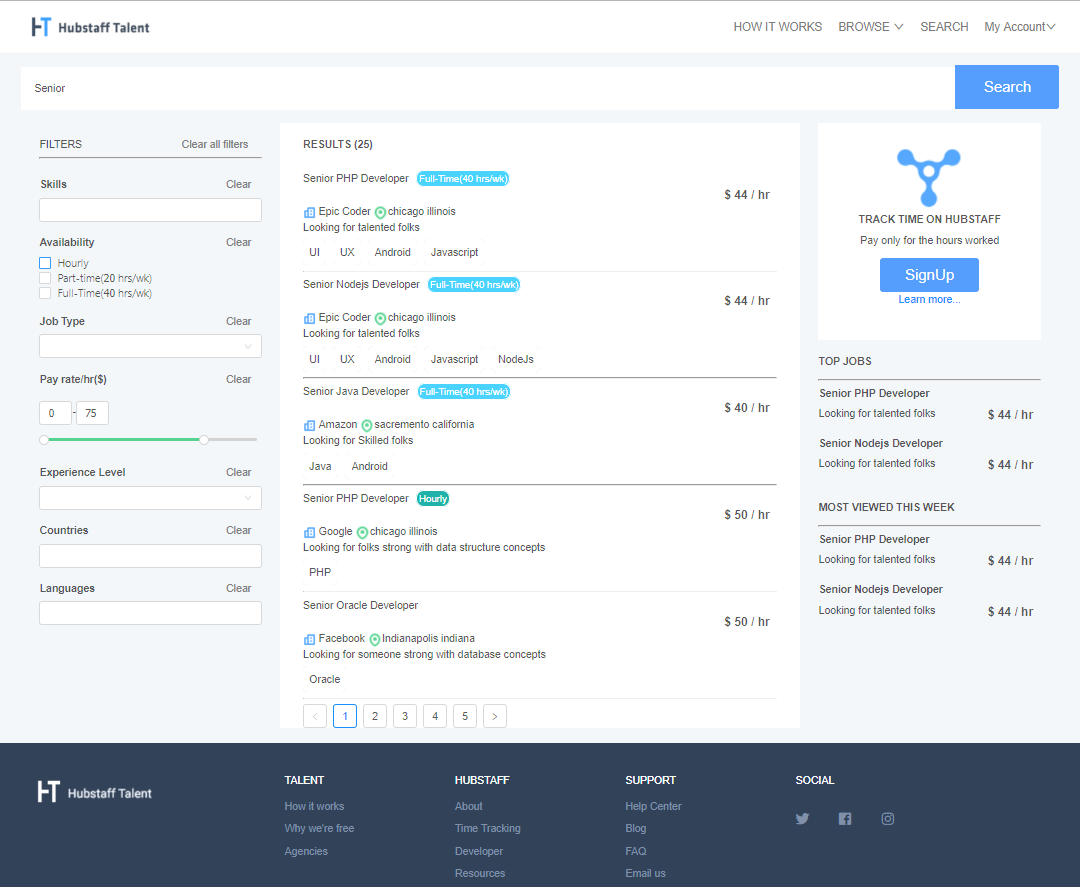 Hubstaff Talent
HOW IT WORKS BROWSE SEARCH My Account
Senior
Search
FILTERS Clear all filters
Skills Clear
Availability Clear
Hourly
Part-time(20 hrs/wk)
Full-Time(40 hrs/wk)
Job Type Clear
Pay rate/hr($) Clear
0 - 75
Experience Level Clear
Countries Clear
Languages Clear
RESULTS (25)
Senior PHP Developer Full-Time(40 hrs/wk)
$ 44 / hr
Epic Coder chicago illinois
Looking for talented folks
UI UX Android Javascript
Senior Nodejs Developer Full-Time(40 hrs/wk)
$ 44 / hr
Epic Coder chicago illinois
Looking for talented folks
UI UX Android Javascript NodeJs
Senior Java Developer Full-Time(40 hrs/wk)
$ 40 / hr
Amazon sacremento california
Looking for Skilled folks
Java Android
Senior PHP Developer Hourly
$ 50 / hr
Google chicago illinois
Looking for folks strong with data structure concepts
PHP
Senior Oracle Developer
$ 50 / hr
Facebook Indianapolis indiana
Looking for someone strong with database concepts
Oracle
< 1 2 3 4 5 >
TRACK TIME ON HUBSTAFF
Pay only for the hours worked
SignUp
Learn more...
TOP JOBS
Senior PHP Developer
Looking for talented folks $ 44 / hr
Senior Nodejs Developer
Looking for talented folks $ 44 / hr
MOST VIEWED THIS WEEK
Senior PHP Developer
Looking for talented folks $ 44 / hr
Senior Nodejs Developer
Looking for talented folks $ 44 / hr
Hubstaff Talent
TALENT
How it works
Why we're free
Agencies
HUBSTAFF
About
Time Tracking
Developer
Resources
SUPPORT
Help Center
Blog
FAQ
Email us
SOCIAL